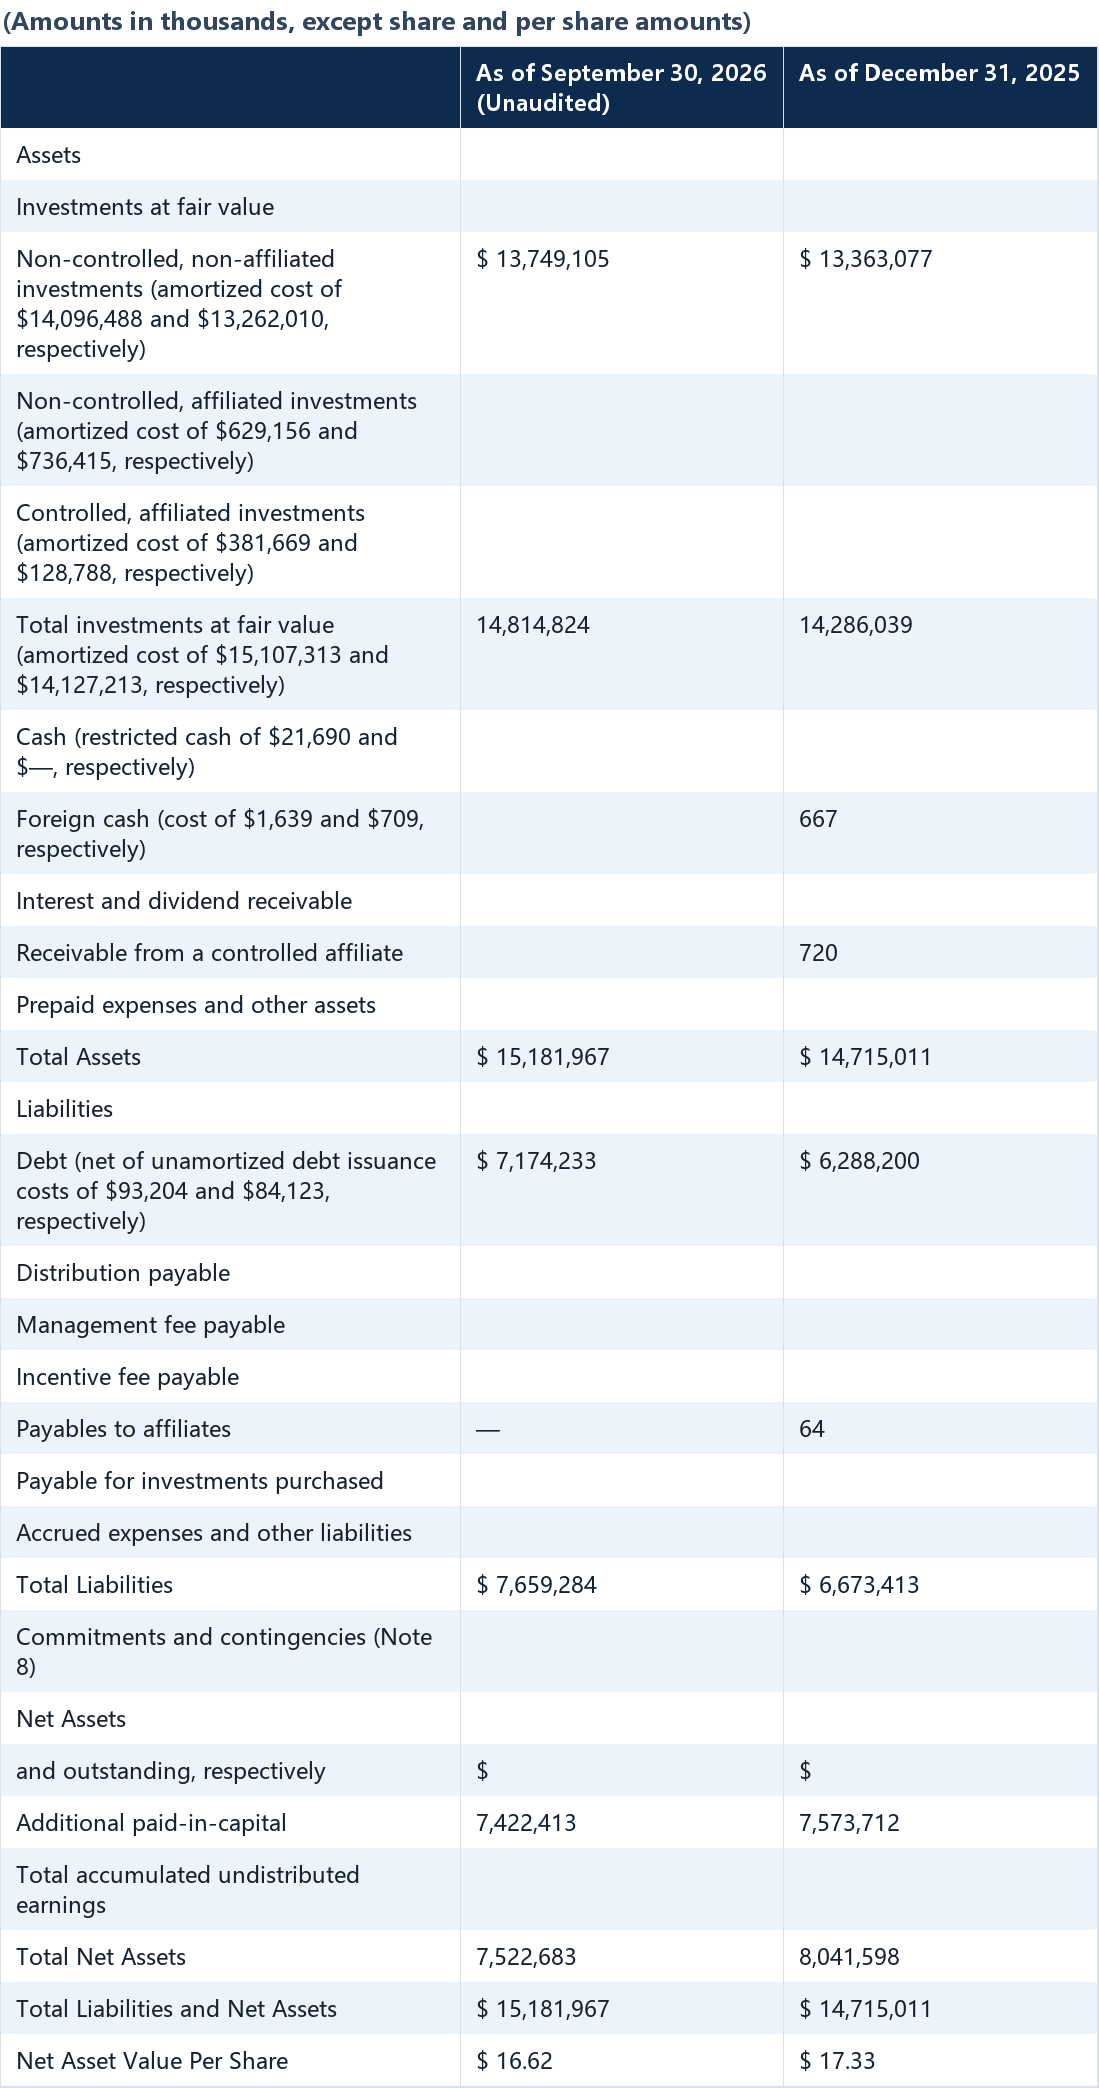 (Amounts in thousands, except share and per share amounts)
As of September 30, 2026 As of December 31, 2025
(Unaudited)
Assets
Investments at fair value
Non-controlled, non-affiliated $ 13,749,105 $ 13,363,077
investments (amortized cost of
$14,096,488 and $13,262,010,
respectively)
Non-controlled, affiliated investments
(amortized cost of $629,156 and
$736,415, respectively)
Controlled, affiliated investments
(amortized cost of $381,669 and
$128,788, respectively)
Total investments at fair value 14,814,824 14,286,039
(amortized cost of $15,107,313 and
$14,127,213, respectively)
Cash (restricted cash of $21,690 and
$—, respectively)
Foreign cash (cost of $1,639 and $709, 667
respectively)
Interest and dividend receivable
Receivable from a controlled affiliate 720
Prepaid expenses and other assets
Total Assets $ 15,181,967 $ 14,715,011
Liabilities
Debt (net of unamortized debt issuance $ 7,174,233 $ 6,288,200
costs of $93,204 and $84,123,
respectively)
Distribution payable
Management fee payable
Incentive fee payable
Payables to affiliates — 64
Payable for investments purchased
Accrued expenses and other liabilities
Total Liabilities $ 7,659,284 $ 6,673,413
Commitments and contingencies (Note
8)
Net Assets
and outstanding, respectively $ $
Additional paid-in-capital 7,422,413 7,573,712
Total accumulated undistributed
earnings
Total Net Assets 7,522,683 8,041,598
Total Liabilities and Net Assets $ 15,181,967 $ 14,715,011
Net Asset Value Per Share $ 16.62 $ 17.33